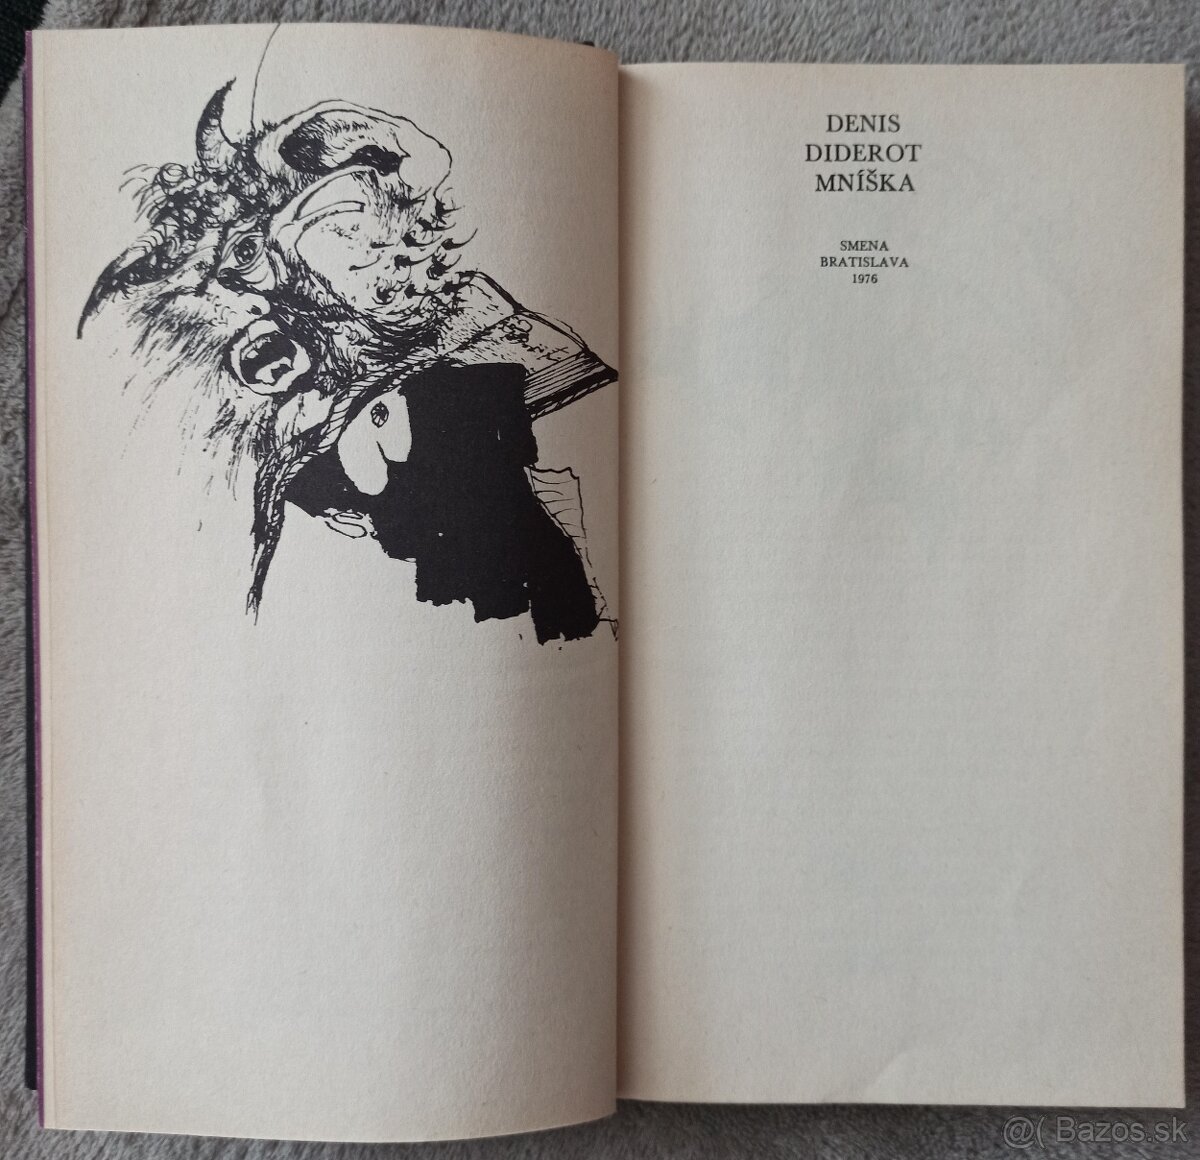 DENIS
DIDEROT
MNÍŠKA
SMENA
BRATISLAVA
1976
@( Bazos.sk